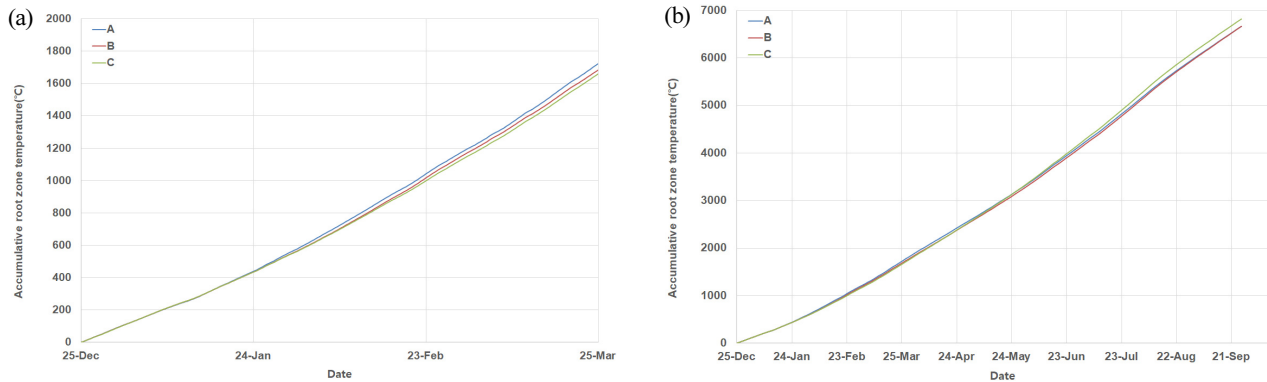 (a)
A
B
C
Accumulative root zone temperature(℃)
2000
1800
1600
1400
1200
1000
800
600
400
200
0
25-Dec 24-Jan 23-Feb 25-Mar
Date
(b)
A
B
C
Accumulative root zone temperature(℃)
7000
6000
5000
4000
3000
2000
1000
0
25-Dec 24-Jan 23-Feb 25-Mar 24-Apr 24-May 23-Jun 23-Jul 22-Aug 21-Sep
Date